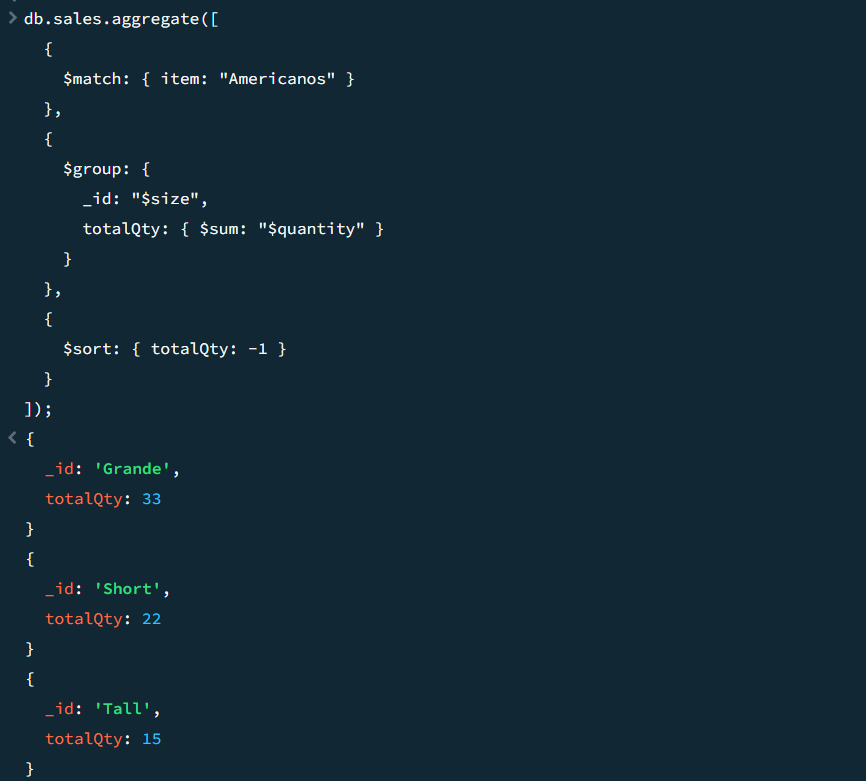 > db.sales.aggregate([
{
$match: { item: "Americanos" }
},
{
$group: {
_id: "$size",
totalQty: { $sum: "$quantity" }
}
},
{
$sort: { totalQty: -1 }
}
]);
< {
_id: 'Grande',
totalQty: 33
}
{
_id: 'Short',
totalQty: 22
}
{
_id: 'Tall',
totalQty: 15
}